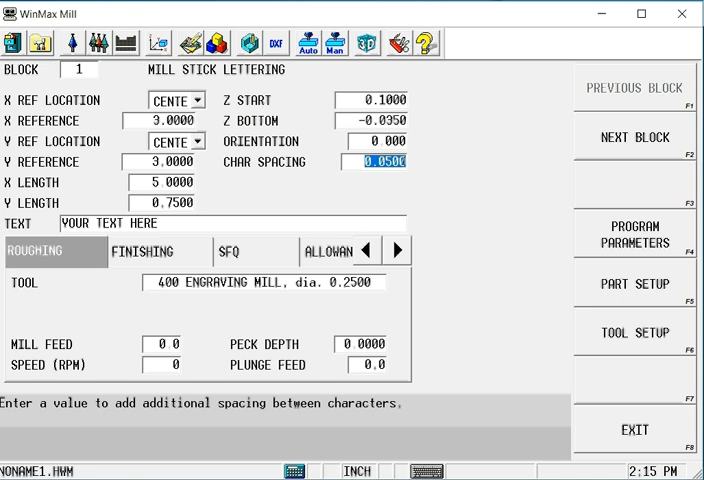 WinMax Mill
DXF
Auto
Man
3D
BLOCK 1 MILL STICK LETTERING
X REF LOCATION CENTE Z START 0.1000
X REFERENCE 3.0000 Z BOTTOM -0.0350
Y REF LOCATION CENTE ORIENTATION 0.000
Y REFERENCE 3.0000 CHAR SPACING 0.0500
X LENGTH 5.0000
Y LENGTH 0.7500
TEXT YOUR TEXT HERE
ROUGHING FINISHING SFQ ALLOWAN
TOOL 400 ENGRAVING MILL, dia. 0.2500
MILL FEED 0.0 PECK DEPTH 0.0000
SPEED (RPM) 0 PLUNGE FEED 0.0
Enter a value to add additional spacing between characters.
PREVIOUS BLOCK
F1
NEXT BLOCK
F2
F3
PROGRAM
PARAMETERS
F4
PART SETUP
F5
TOOL SETUP
F6
F7
EXIT
F8
NONAME1.HWM INCH 2:15 PM